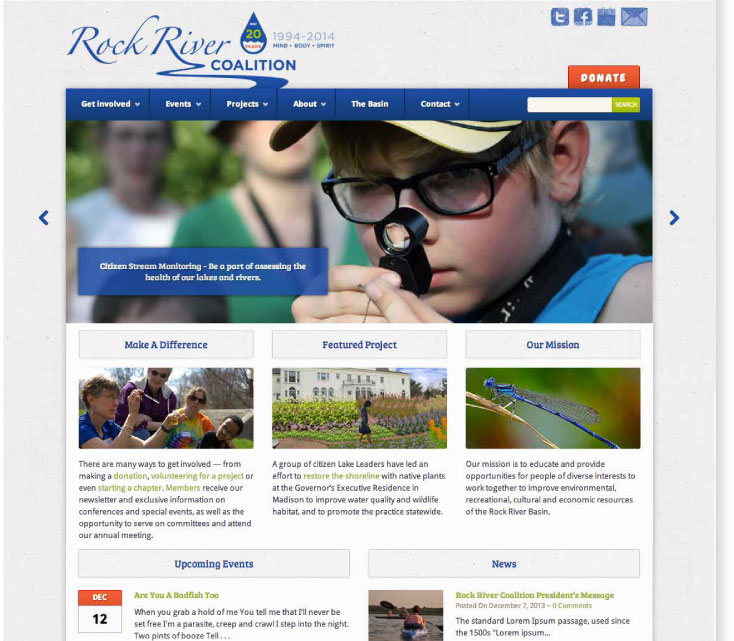 Rock River
COALITION
RRC
20
YEARS
1994-2014
MIND • BODY • SPIRIT
DONATE
Get Involved
Events
Projects
About
The Basin
Contact
SEARCH
Citizen Stream Monitoring - Be a part of assessing the
health of our lakes and rivers.
Make A Difference
Featured Project
Our Mission
There are many ways to get involved — from
making a donation, volunteering for a project or
even starting a chapter. Members receive our
newsletter and exclusive information on
conferences and special events, as well as the
opportunity to serve on committees and attend
our annual meeting.
A group of citizen Lake Leaders have led an
effort to restore the shoreline with native plants
at the Governor's Executive Residence in
Madison to improve water quality and wildlife
habitat, and to promote the practice statewide.
Our mission is to educate and provide
opportunities for people of diverse interests to
work together to improve environmental,
recreational, cultural and economic resources
of the Rock River Basin.
Upcoming Events
News
DEC
12
Are You A Badfish Too
When you grab a hold of me You tell me that I'll never be
set free I'm a parasite, creep and crawl I step into the night.
Two pints of booze Tell . . .
Rock River Coalition President's Message
Posted On December 7, 2013 – 0 Comments
The standard Lorem Ipsum passage, used since
the 1500s "Lorem ipsum...